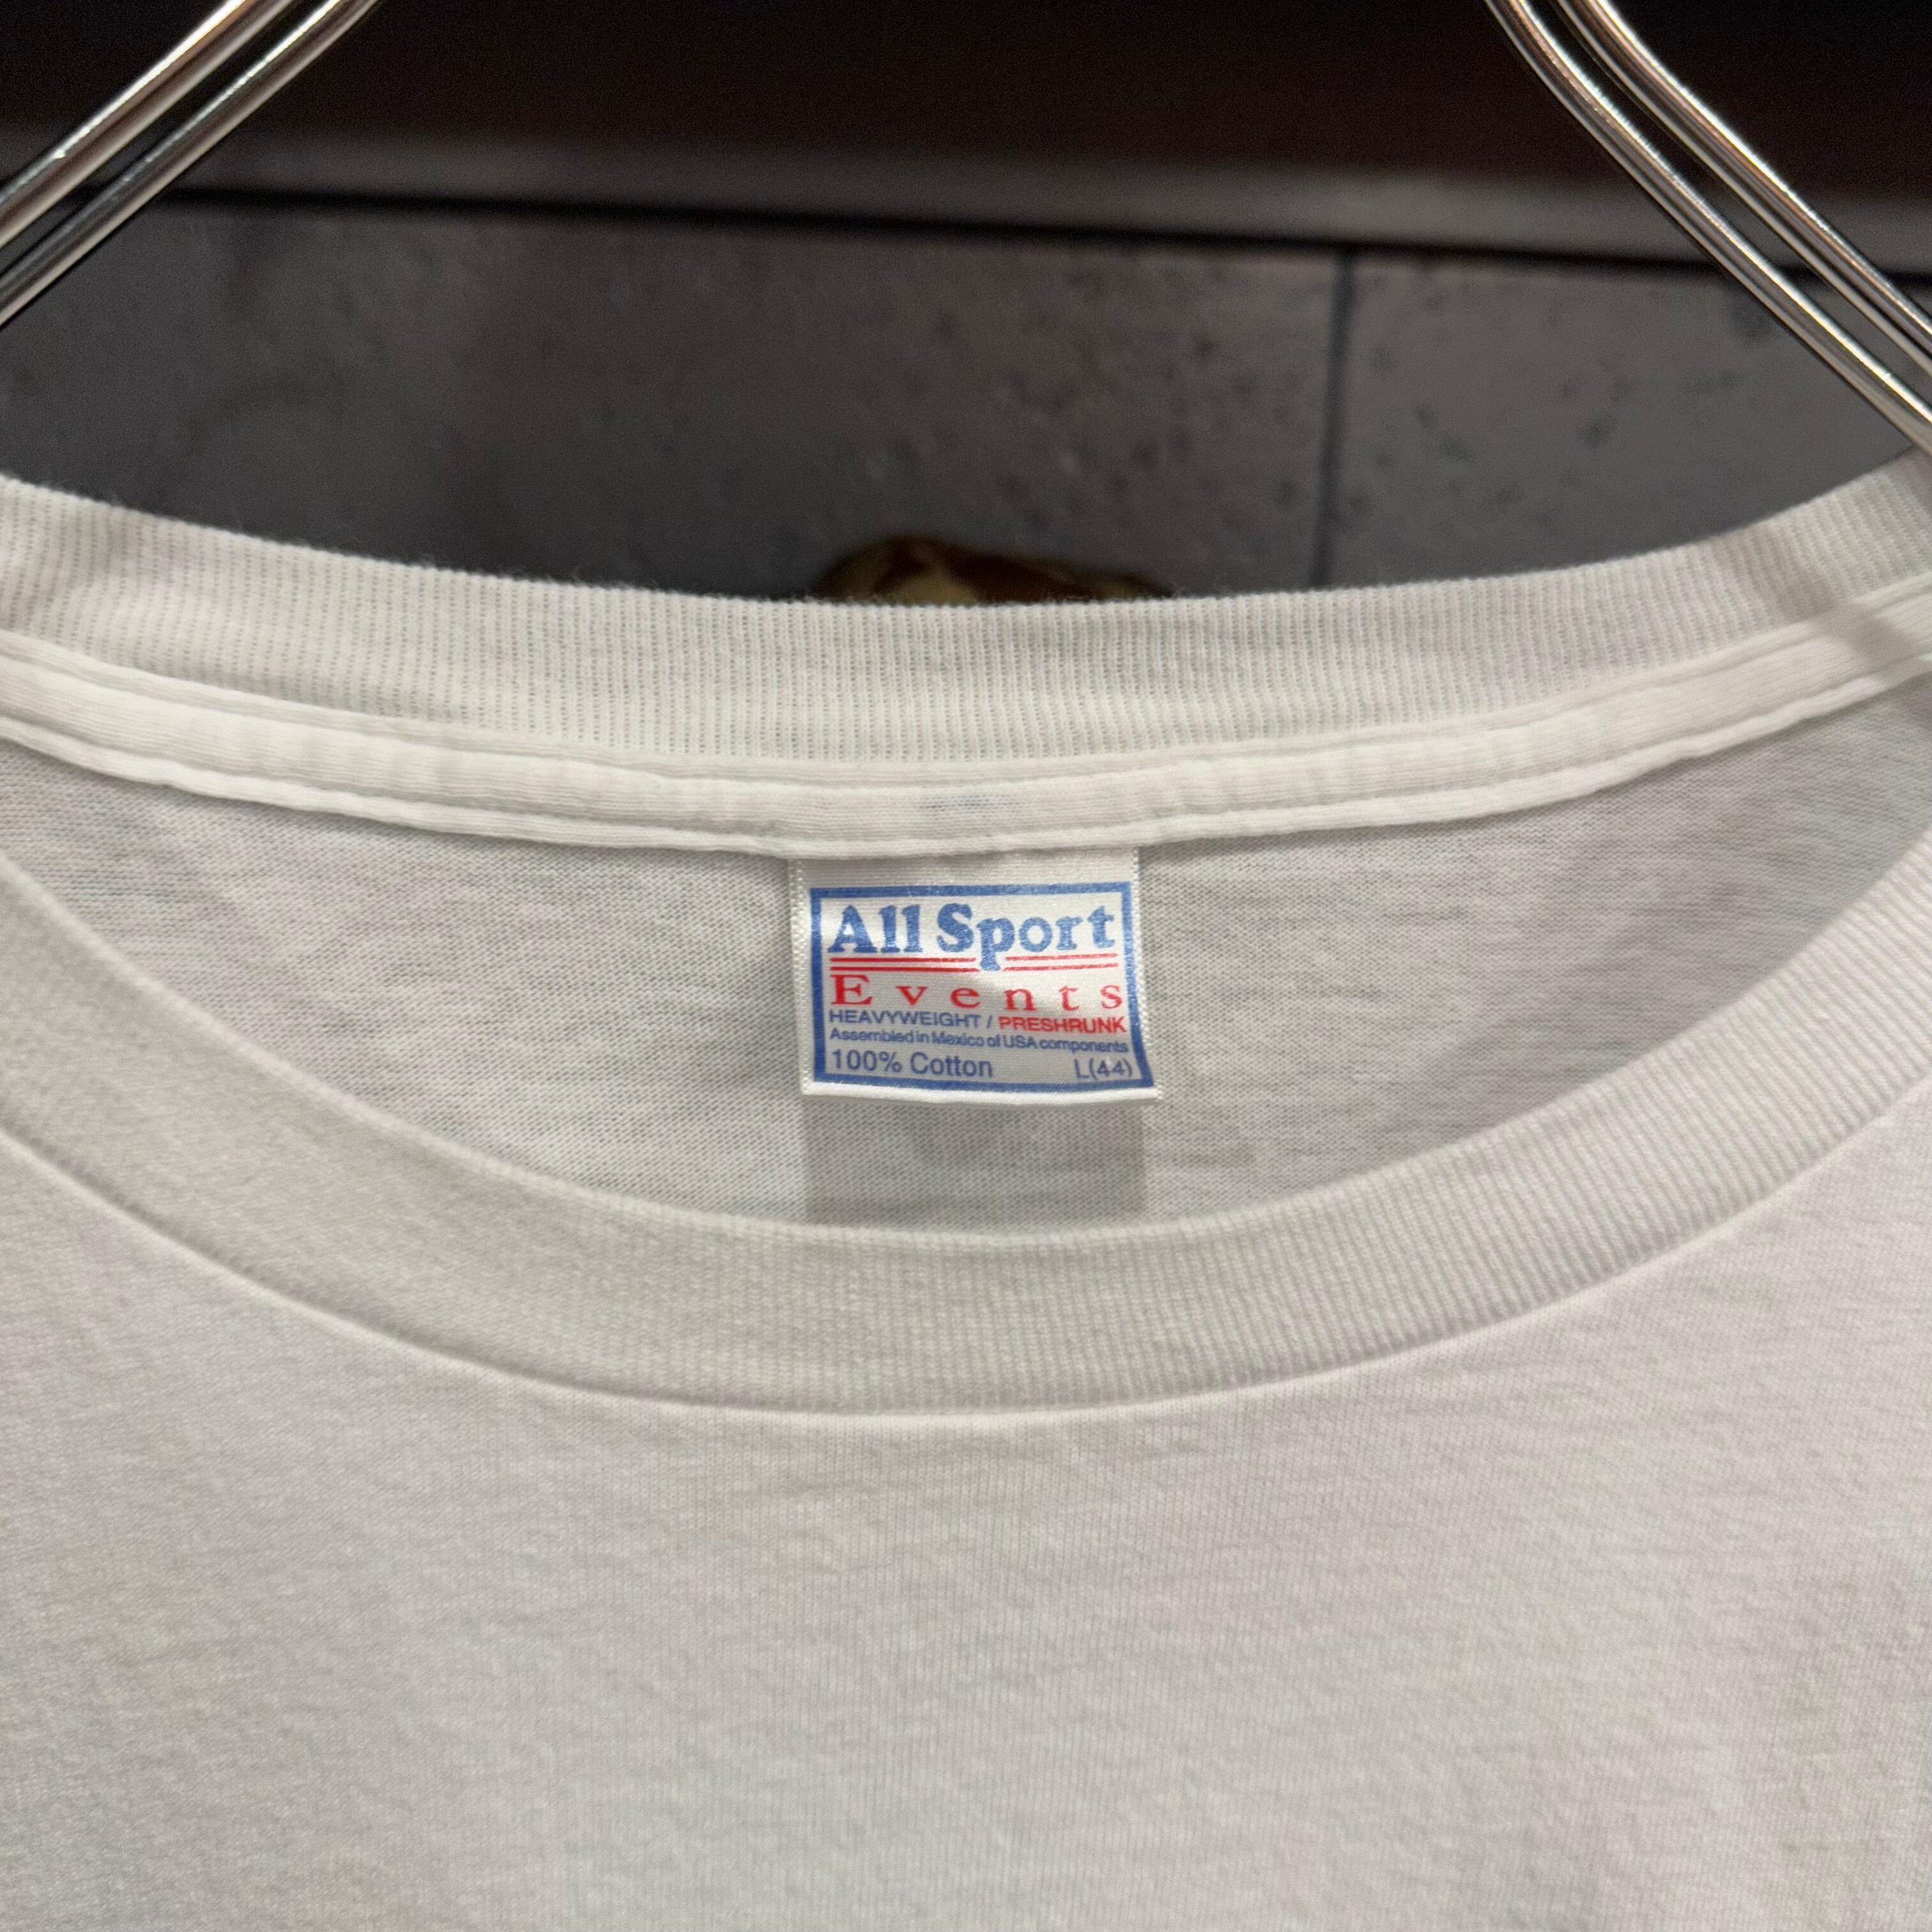 All Sport
Events
HEAVYWEIGHT / PRESHRUNK
Assembled in Mexico of USA components
100% Cotton L(44)